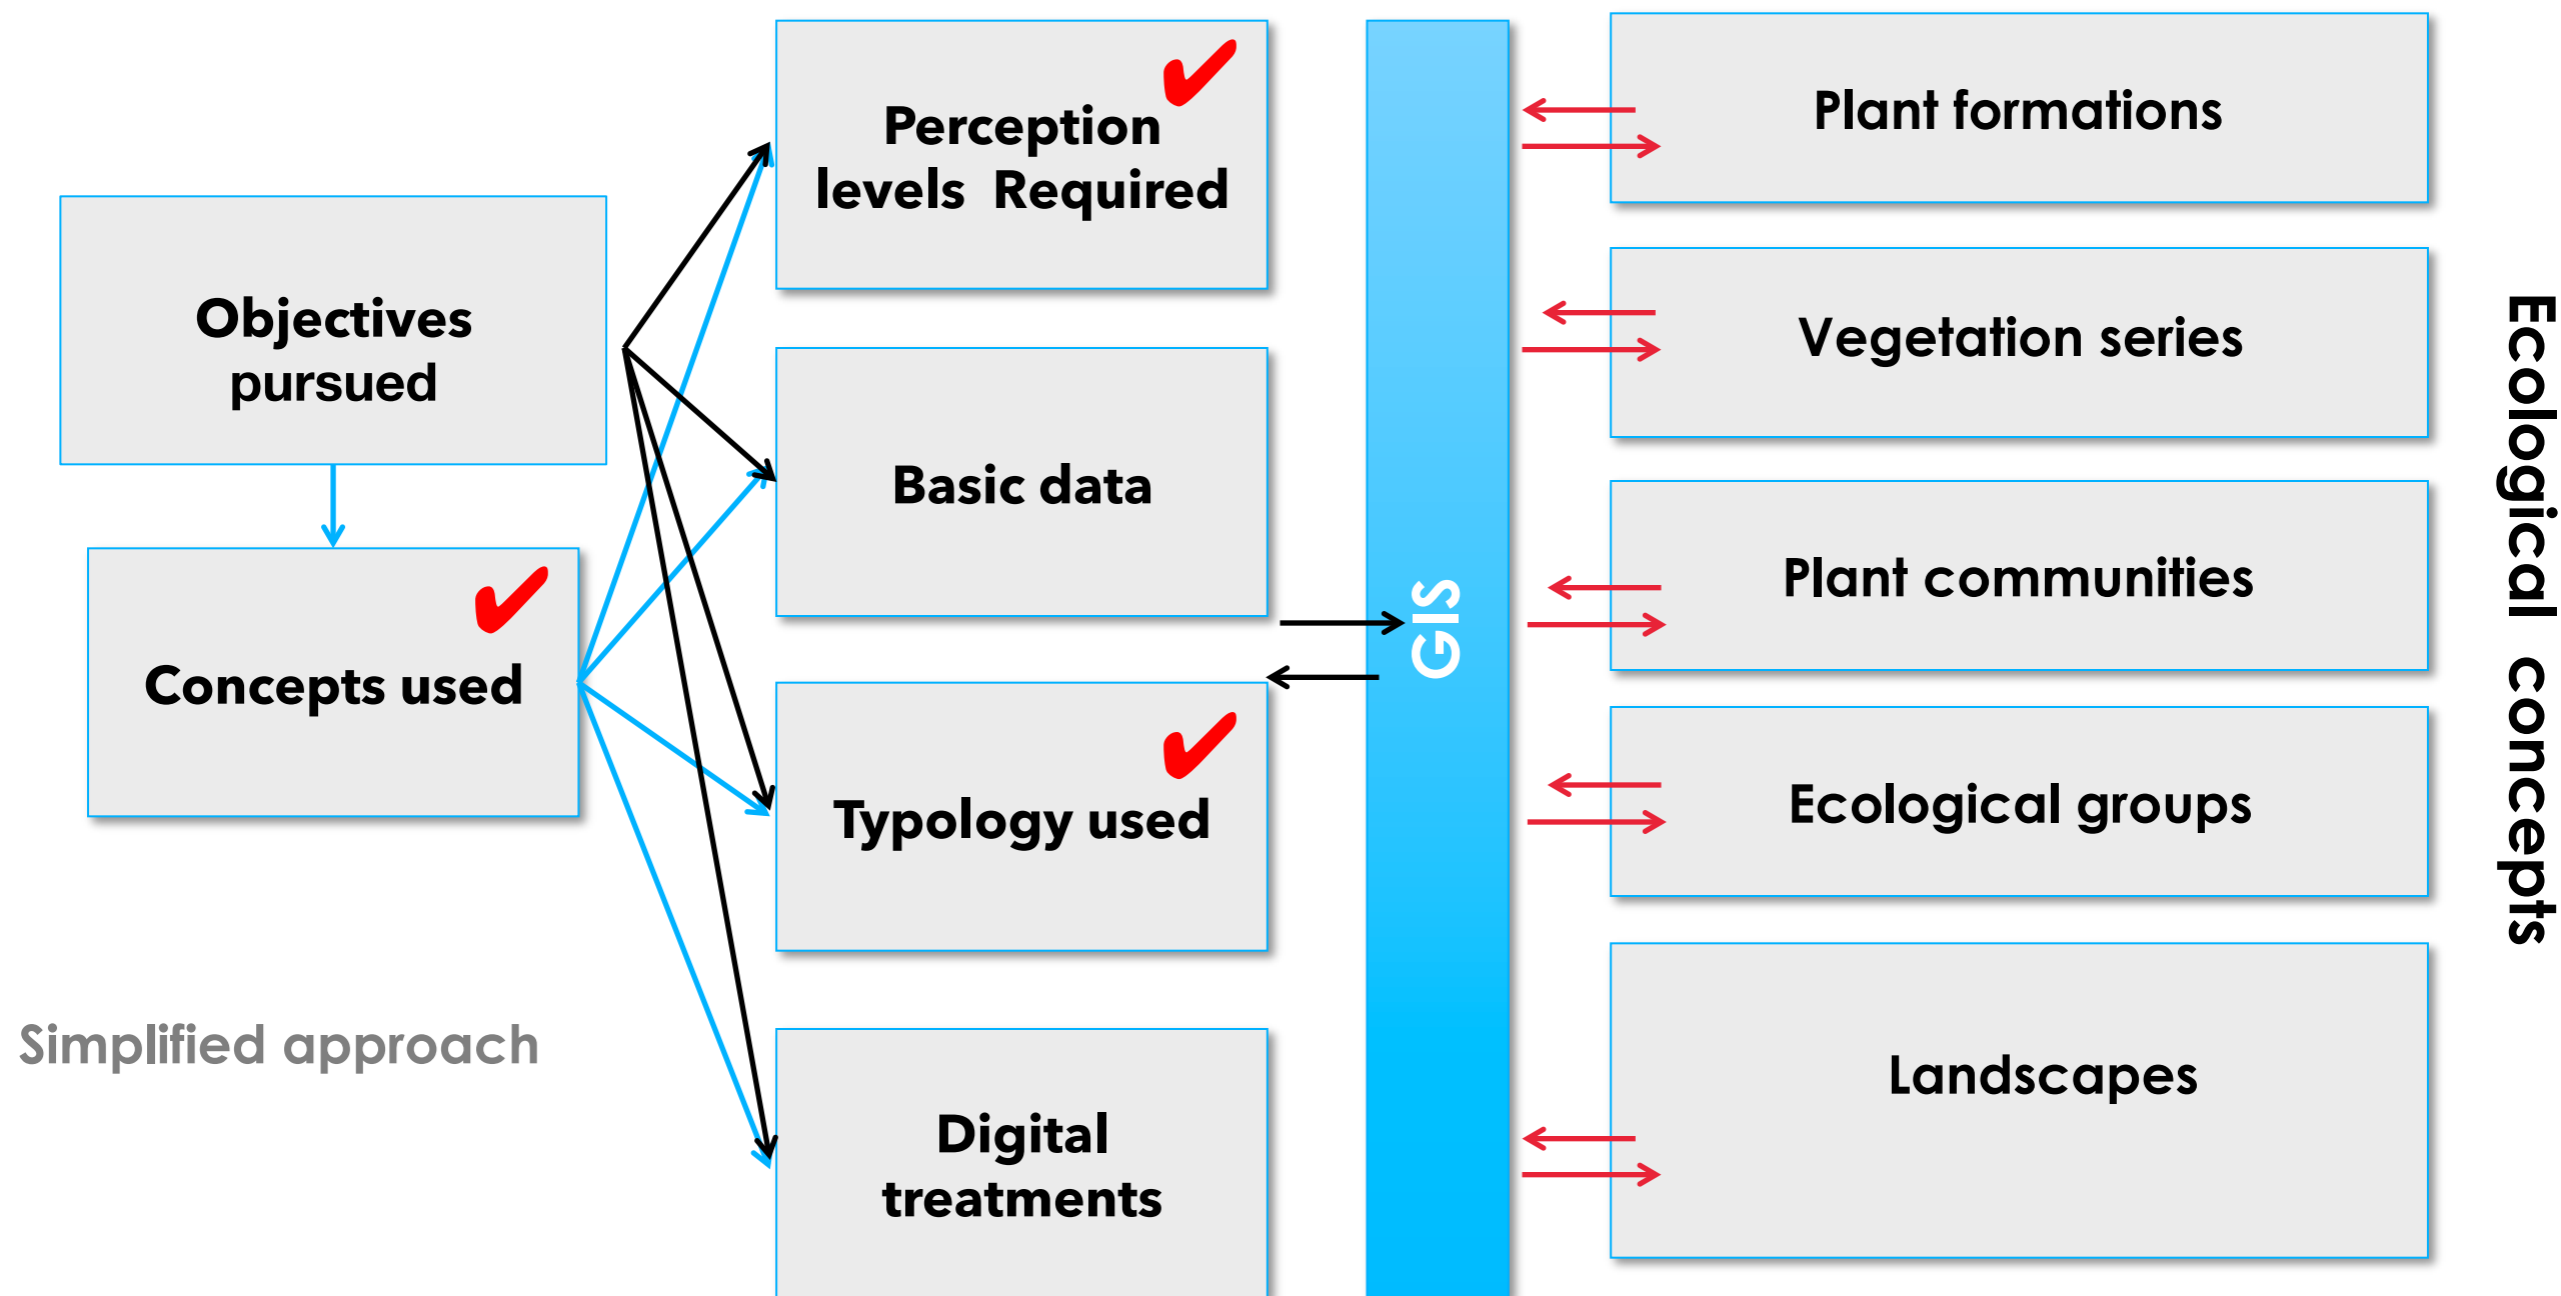 Objectives
pursued
Concepts used
Simplified approach
Perception
levels Required
Basic data
Typology used
Digital
treatments
GIS
Plant formations
Vegetation series
Plant communities
Ecological groups
Landscapes
Ecological concepts